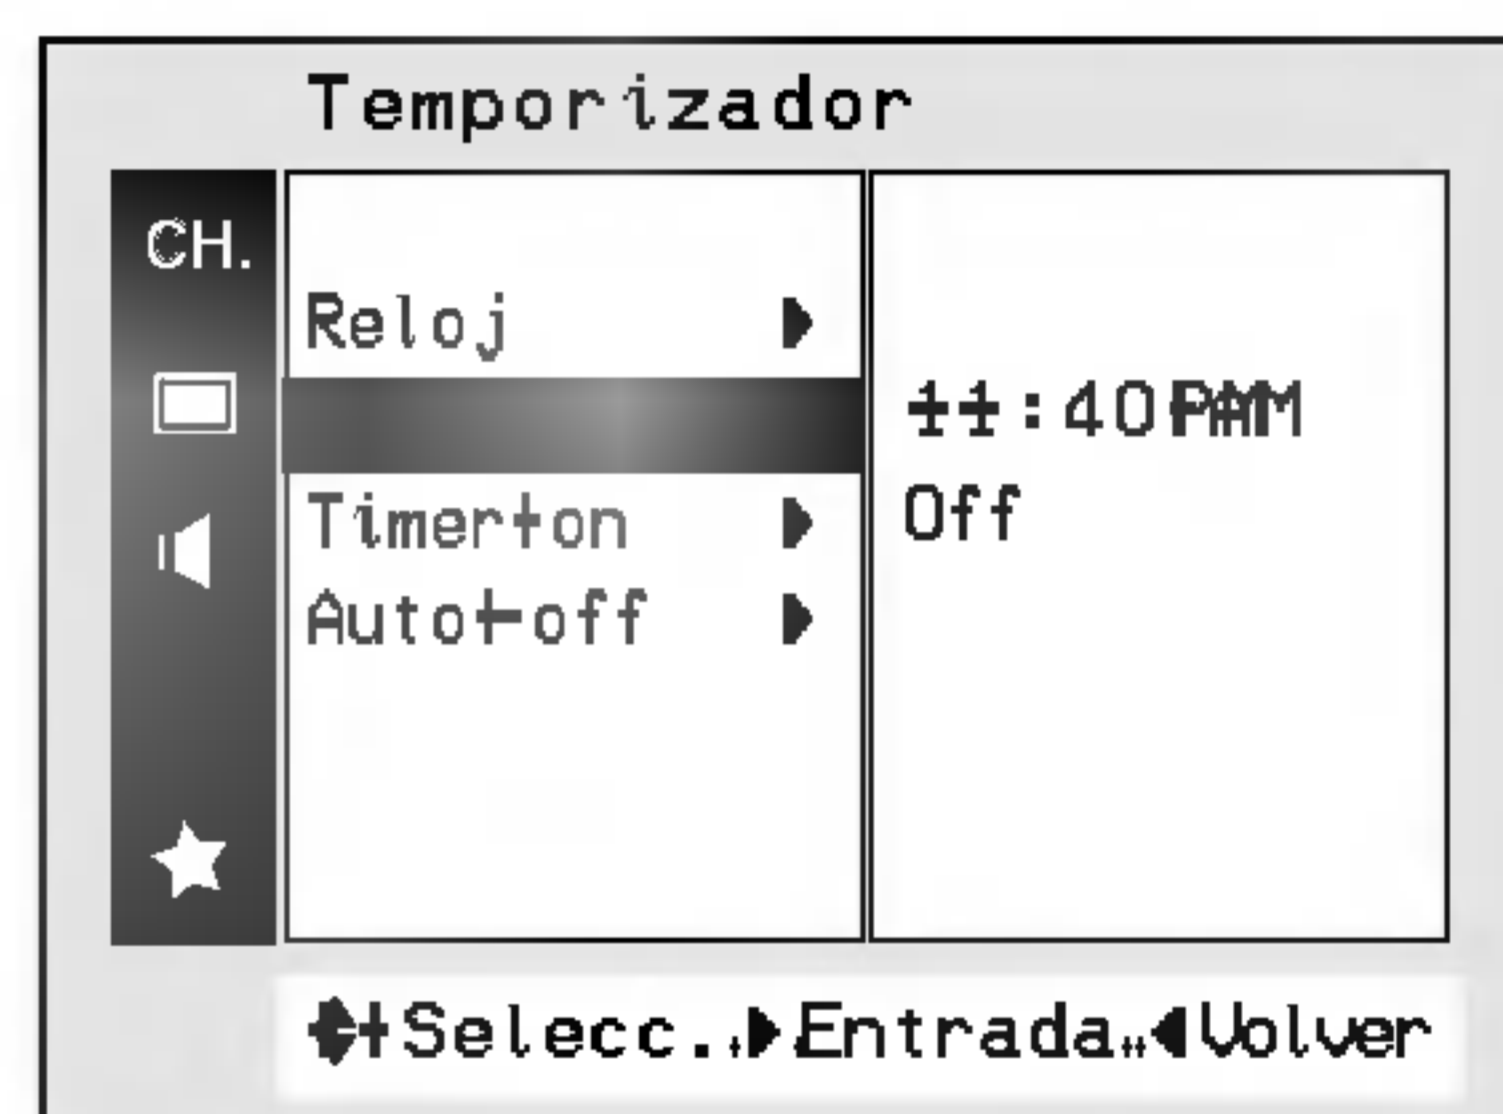 Temporizador
CH.
Reloj
Timer on
Auto-off
Off
Selecc. Entrada Volver